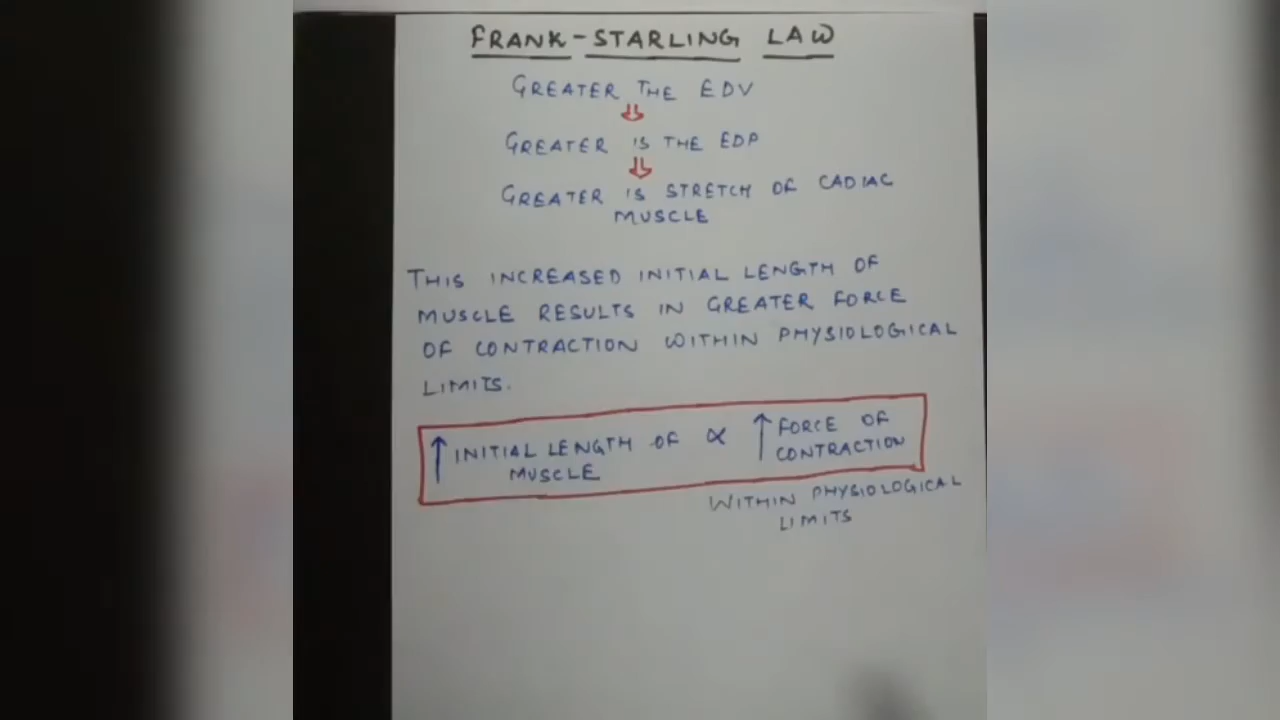 FRANK-STARLING LAW
GREATER THE EDV
⇓
GREATER IS THE EDP
⇓
GREATER IS STRETCH OF CADIAC
MUSCLE
THIS INCREASED INITIAL LENGTH OF
MUSCLE RESULTS IN GREATER FORCE
OF CONTRACTION WITHIN PHYSIOLOGICAL
LIMITS.
↑ INITIAL LENGTH OF MUSCLE ∝ ↑ FORCE OF CONTRACTION
WITHIN PHYSIOLOGICAL
LIMITS